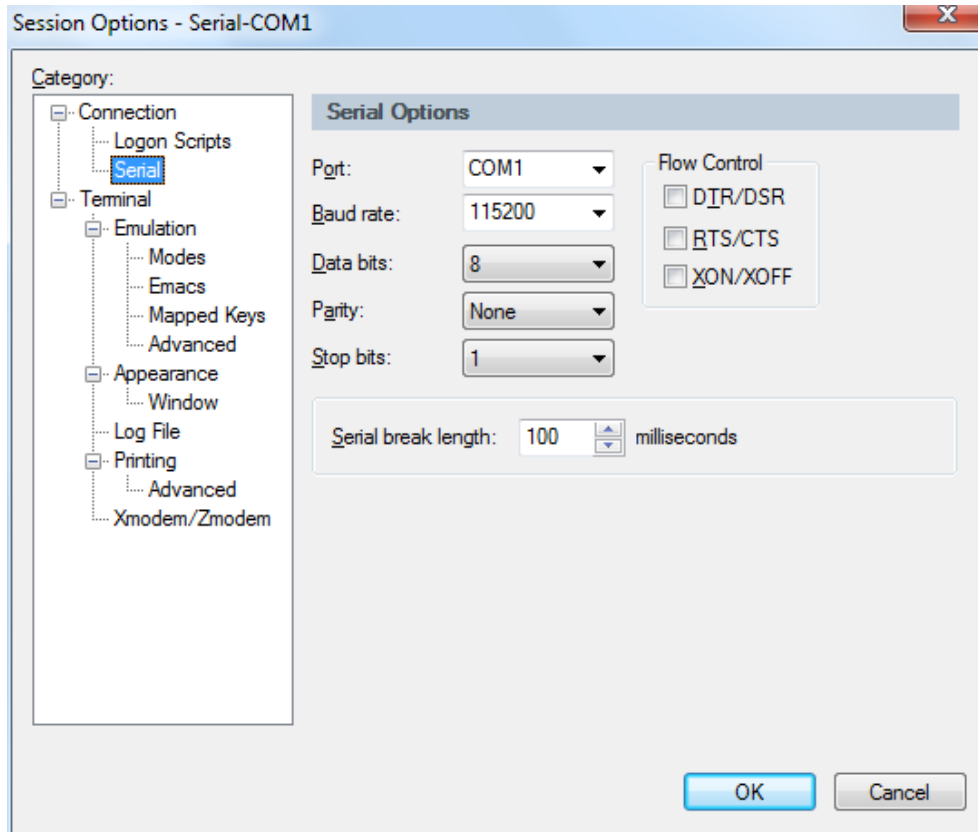 Session Options - Serial-COM1
x
Category:
Connection
Logon Scripts
Serial
Terminal
Emulation
Modes
Emacs
Mapped Keys
Advanced
Appearance
Window
Log File
Printing
Advanced
Xmodem/Zmodem
Serial Options
Port: COM1
Baud rate: 115200
Data bits: 8
Parity: None
Stop bits: 1
Flow Control
DTR/DSR
RTS/CTS
XON/XOFF
Serial break length: 100 milliseconds
OK Cancel